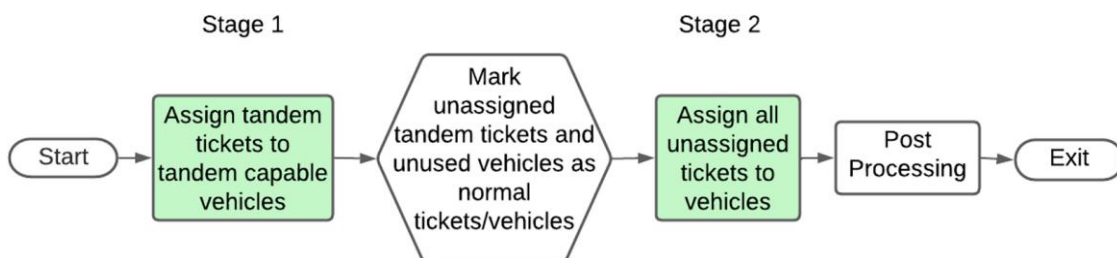 Stage 1
Stage 2
Start
Assign tandem
tickets to
tandem capable
vehicles
Mark
unassigned
tandem tickets and
unused vehicles as
normal
tickets/vehicles
Assign all
unassigned
tickets to
vehicles
Post
Processing
Exit